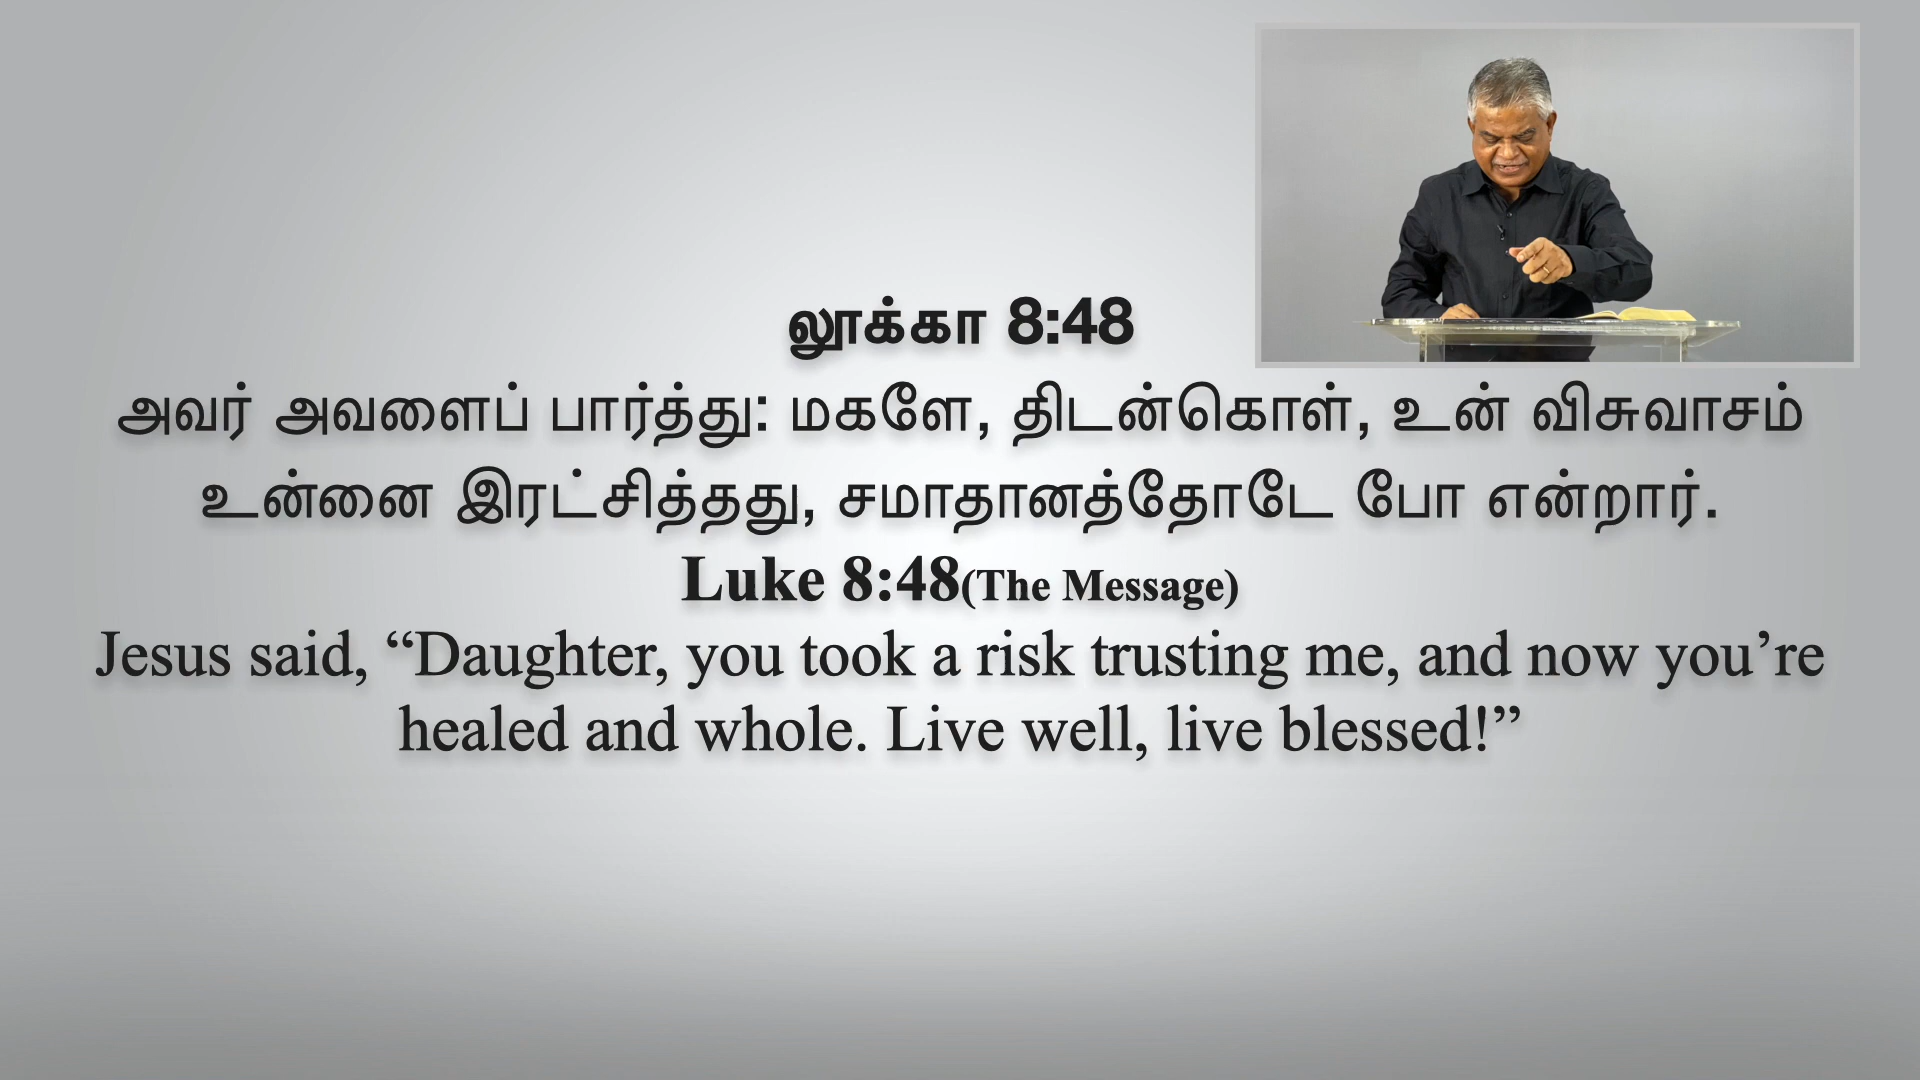 லூக்கா 8:48
அவர் அவளைப் பார்த்து: மகளே, திடன்கொள், உன் விசுவாசம்
உன்னை இரட்சித்தது, சமாதானத்தோடே போ என்றார்.
Luke 8:48(The Message)
Jesus said, “Daughter, you took a risk trusting me, and now you’re
healed and whole. Live well, live blessed!”